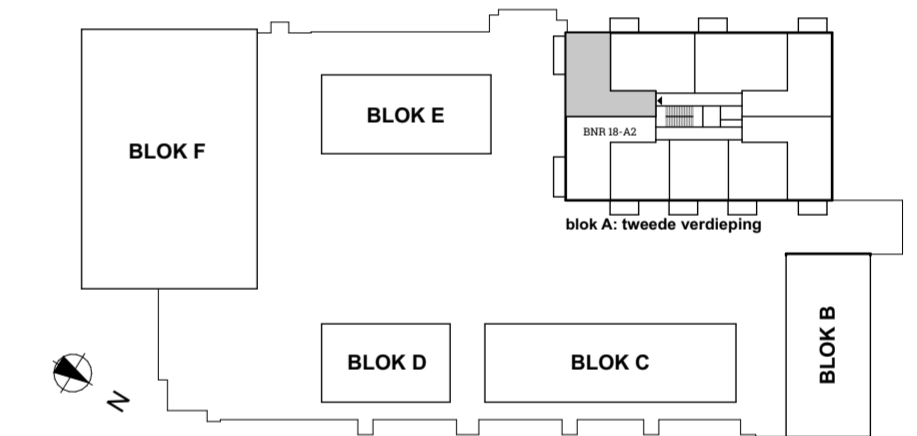 BLOK F
BLOK E
BNR 18-A2
blok A: tweede verdieping
BLOK D
BLOK C
BLOK B
N